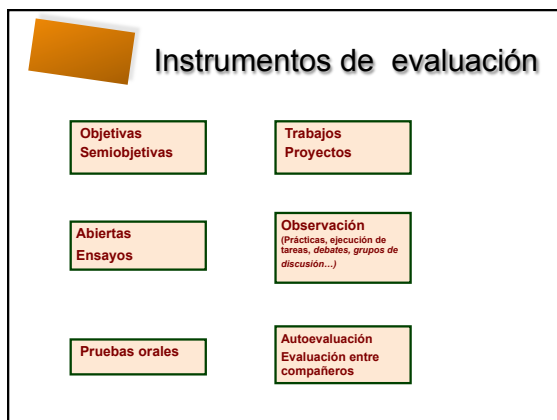 Instrumentos de evaluación
Objetivas
Semiobjetivas
Trabajos
Proyectos
Abiertas
Ensayos
Observación
(Prácticas, ejecución de
tareas, debates, grupos de
discusión…)
Pruebas orales
Autoevaluación
Evaluación entre
compañeros